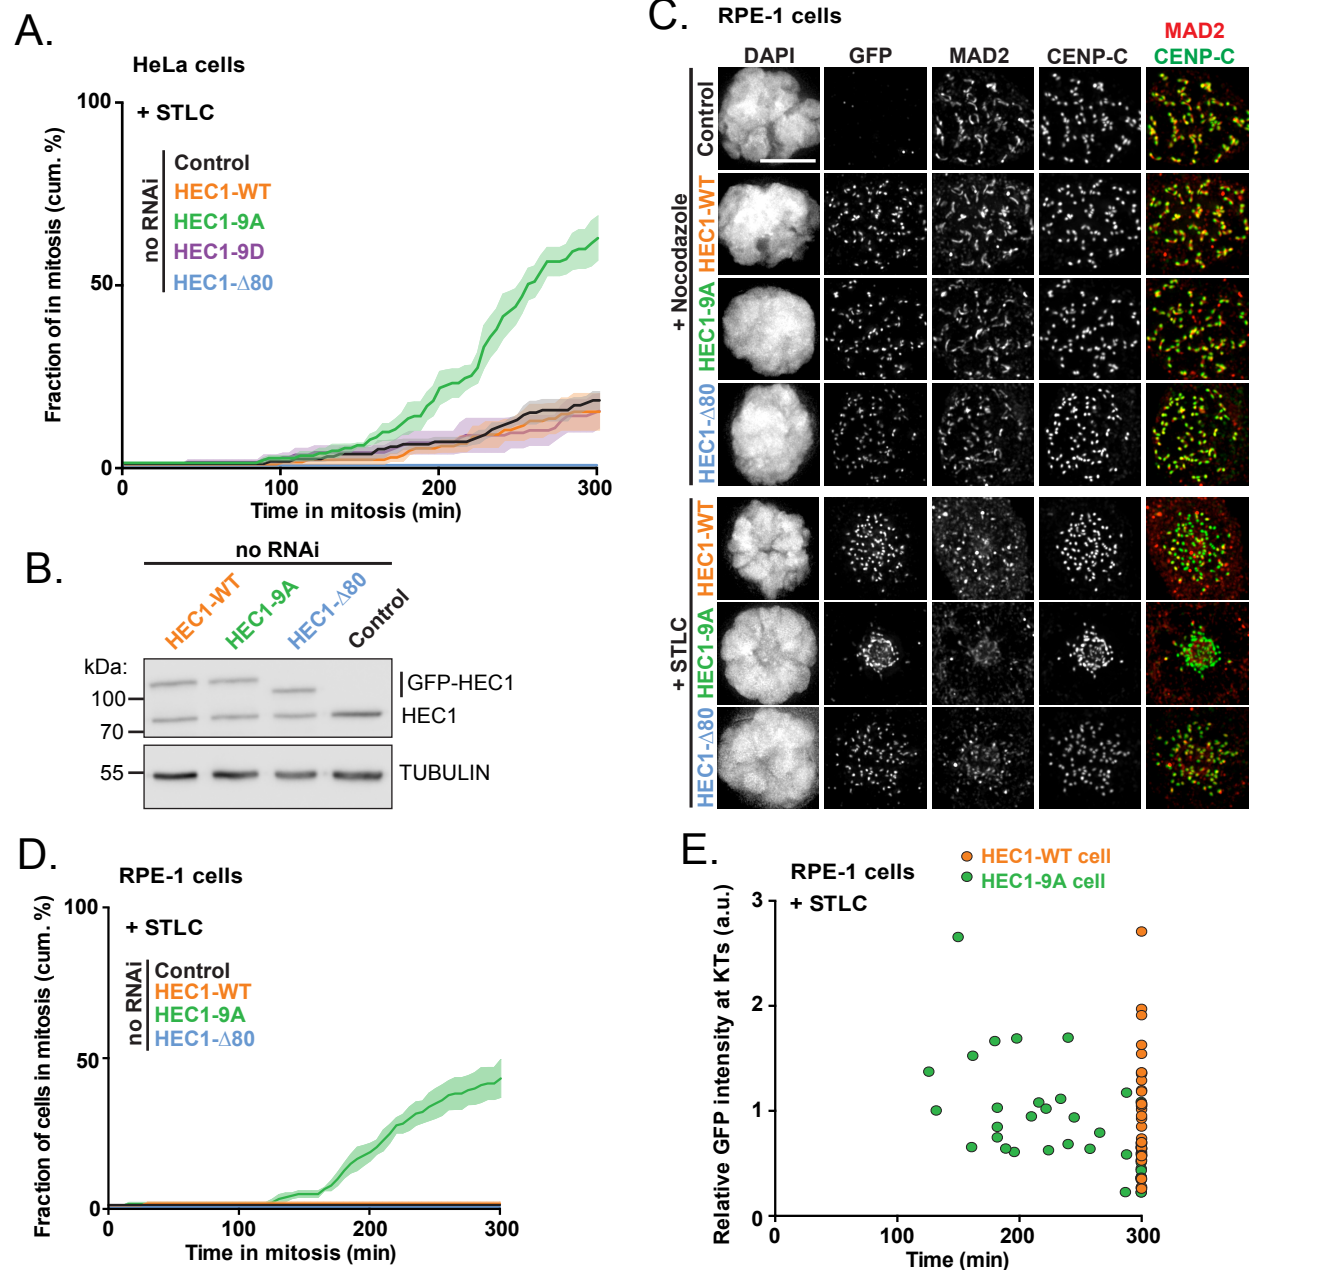 A.
HeLa cells
+ STLC
no RNAi
Control
HEC1-WT
HEC1-9A
HEC1-9D
HEC1-Δ80
Fraction of in mitosis (cum. %)
100
50
0
0 100 200 300
Time in mitosis (min)
B.
no RNAi
HEC1-WT
HEC1-9A
HEC1-Δ80
Control
kDa:
100
70
55
GFP-HEC1
HEC1
TUBULIN
C.
RPE-1 cells
MAD2
DAPI GFP MAD2 CENP-C CENP-C
+ Nocodazole
Control
HEC1-WT
HEC1-9A
HEC1-Δ80
+ STLC
HEC1-WT
HEC1-9A
HEC1-Δ80
D.
RPE-1 cells
+ STLC
no RNAi
Control
HEC1-WT
HEC1-9A
HEC1-Δ80
Fraction of cells in mitosis (cum. %)
100
50
0
0 100 200 300
Time in mitosis (min)
E.
RPE-1 cells
+ STLC
HEC1-WT cell
HEC1-9A cell
Relative GFP intensity at KTs (a.u.)
3
2
1
0
0 100 200 300
Time (min)